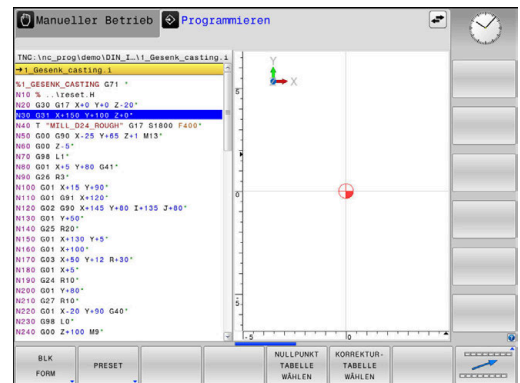 Manueller Betrieb
Programmieren
TNC:\nc_prog\demo\DIN_I…\1_Gesenk_casting.i
→1_Gesenk_casting.i
%1_GESENK_CASTING G71 *
N10 % ..\reset.H
N20 G30 G17 X+0 Y+0 Z-20*
N30 G31 X+150 Y+100 Z+0*
N40 T "MILL_D24_ROUGH" G17 S1800 F400*
N50 G00 G90 X-25 Y+65 Z+1 M13*
N60 G00 Z-5*
N70 G98 L1*
N80 G01 X+5 Y+80 G41*
N90 G26 R3*
N100 G01 X+15 Y+90*
N110 G01 G91 X+120*
N120 G02 G90 X+145 Y+80 I+135 J+80*
N130 G01 Y+50*
N140 G25 R20*
N150 G01 X+130 Y+5*
N160 G01 X+100*
N170 G03 X+50 Y+12 R+30*
N180 G01 X+5*
N190 G24 R10*
N200 G01 Y+80*
N210 G27 R10*
N220 G01 X-20 Y+90 G40*
N230 G98 L0*
N240 G00 Z+100 M9*
Y
X
5
0
-5
-5
0
BLK
FORM
PRESET
NULLPUNKT
TABELLE
WÄHLEN
KORREKTUR-
TABELLE
WÄHLEN